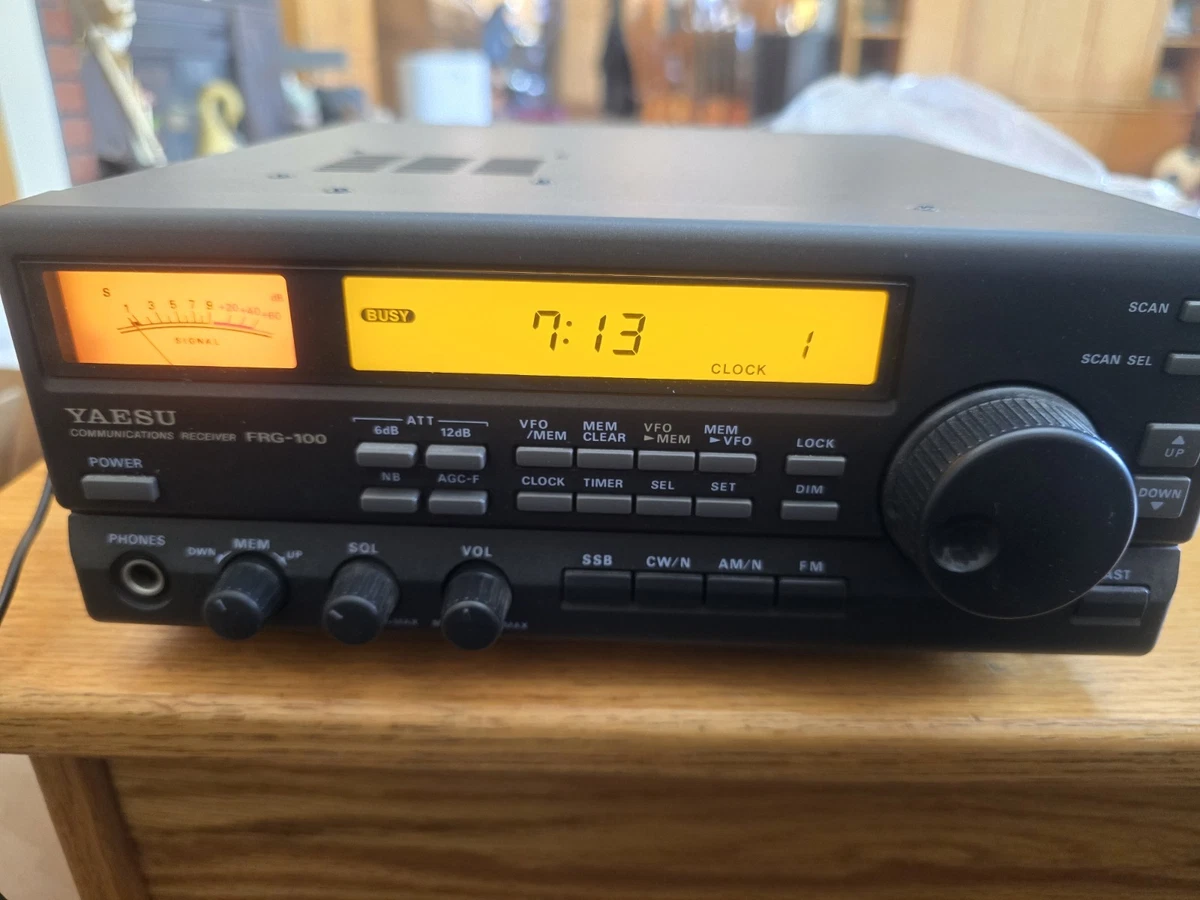 S 1 3 5 7 9 +20 +40 +60 dB
SIGNAL
BUSY 7:13 CLOCK 1
SCAN
SCAN SEL
YAESU
COMMUNICATIONS RECEIVER FRG-100
POWER
ATT
6dB 12dB
NB AGC-F
VFO/MEM MEM CLEAR VFO►MEM MEM►VFO
CLOCK TIMER SEL SET
LOCK
DIM
▲
UP
DOWN
▼
PHONES
DWN MEM UP
SQL
MAX
VOL
MAX
SSB CW/N AM/N FM